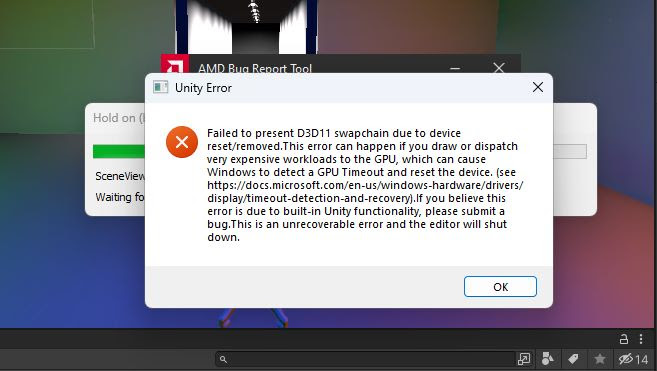 AMD Bug Report Tool
Unity Error
Hold on
Failed to present D3D11 swapchain due to device
reset/removed.This error can happen if you draw or dispatch
very expensive workloads to the GPU, which can cause
Windows to detect a GPU Timeout and reset the device. (see
https://docs.microsoft.com/en-us/windows-hardware/drivers/
display/timeout-detection-and-recovery).If you believe this
error is due to built-in Unity functionality, please submit a
bug.This is an unrecoverable error and the editor will shut
down.
SceneView
Waiting fo
OK
14